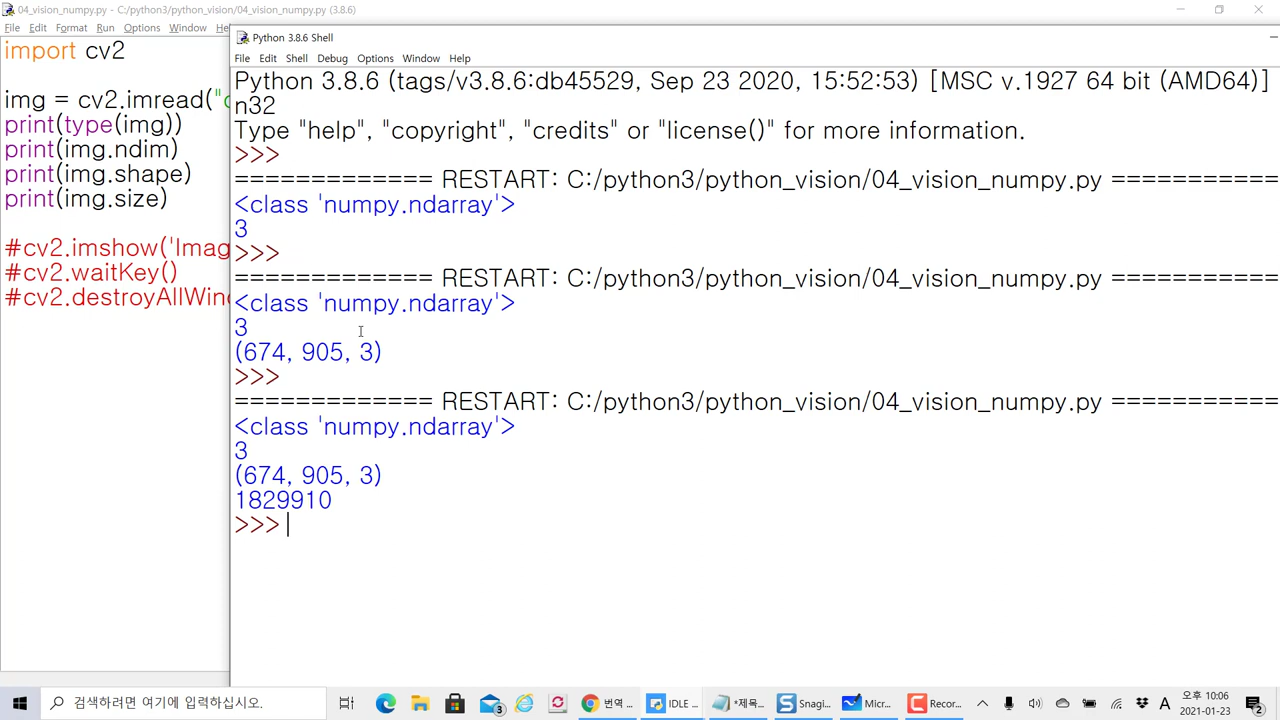 04_vision_numpy.py - C:/python3/python_vision/04_vision_numpy.py (3.8.6)
File Edit Format Run Options Window He
import cv2
img = cv2.imread("
print(type(img))
print(img.ndim)
print(img.shape)
print(img.size)
#cv2.imshow('Imag
#cv2.waitKey()
#cv2.destroyAllWin
Python 3.8.6 Shell
File Edit Shell Debug Options Window Help
Python 3.8.6 (tags/v3.8.6:db45529, Sep 23 2020, 15:52:53) [MSC v.1927 64 bit (AMD64)]
n32
Type "help", "copyright", "credits" or "license()" for more information.
>>>
============= RESTART: C:/python3/python_vision/04_vision_numpy.py ===========
<class 'numpy.ndarray'>
3
>>>
============= RESTART: C:/python3/python_vision/04_vision_numpy.py ===========
<class 'numpy.ndarray'>
3
(674, 905, 3)
>>>
============= RESTART: C:/python3/python_vision/04_vision_numpy.py ===========
<class 'numpy.ndarray'>
3
(674, 905, 3)
1829910
>>>
검색하려면 여기에 입력하십시오.
3
번역 ...
IDLE ...
*제목...
Snagi...
Micr...
Recor...
A
오후 10:06
2021-01-23